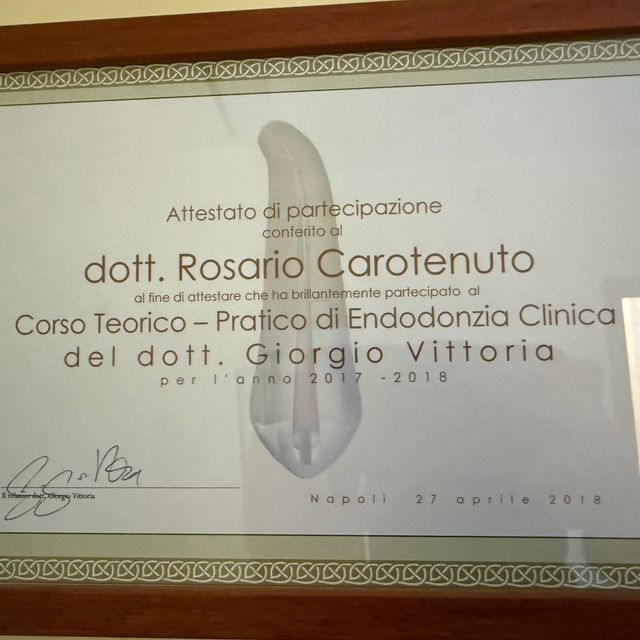 Attestato di partecipazione
conferito al
dott. Rosario Carotenuto
al fine di attestare che ha brillantemente partecipato al
Corso Teorico – Pratico di Endodonzia Clinica
del dott. Giorgio Vittoria
per l'anno 2017 -2018
Il relatore dott. Giorgio Vittoria
Napoli 27 aprile 2018